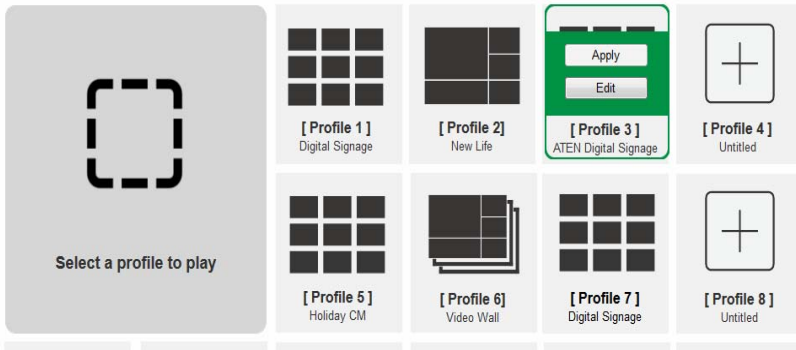 Select a profile to play
[ Profile 1 ]
Digital Signage
[ Profile 2]
New Life
Apply
Edit
[ Profile 3 ]
ATEN Digital Signage
[ Profile 4 ]
Untitled
[ Profile 5 ]
Holiday CM
[ Profile 6]
Video Wall
[ Profile 7 ]
Digital Signage
[ Profile 8 ]
Untitled